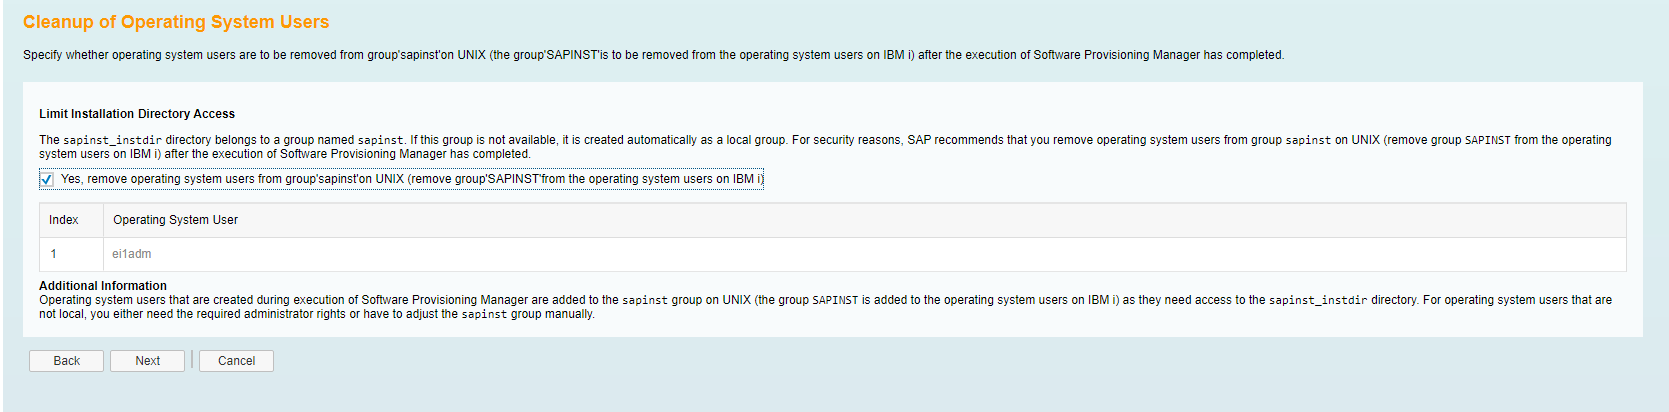 Cleanup of Operating System Users
Specify whether operating system users are to be removed from group'sapinst'on UNIX (the group'SAPINST'is to be removed from the operating system users on IBM i) after the execution of Software Provisioning Manager has completed.
Limit Installation Directory Access
The sapinst_instdir directory belongs to a group named sapinst. If this group is not available, it is created automatically as a local group. For security reasons, SAP recommends that you remove operating system users from group sapinst on UNIX (remove group SAPINST from the operating
system users on IBM i) after the execution of Software Provisioning Manager has completed.
Yes, remove operating system users from group'sapinst'on UNIX (remove group'SAPINST'from the operating system users on IBM i)
Index Operating System User
1 ei1adm
Additional Information
Operating system users that are created during execution of Software Provisioning Manager are added to the sapinst group on UNIX (the group SAPINST is added to the operating system users on IBM i) as they need access to the sapinst_instdir directory. For operating system users that are
not local, you either need the required administrator rights or have to adjust the sapinst group manually.
Back Next Cancel